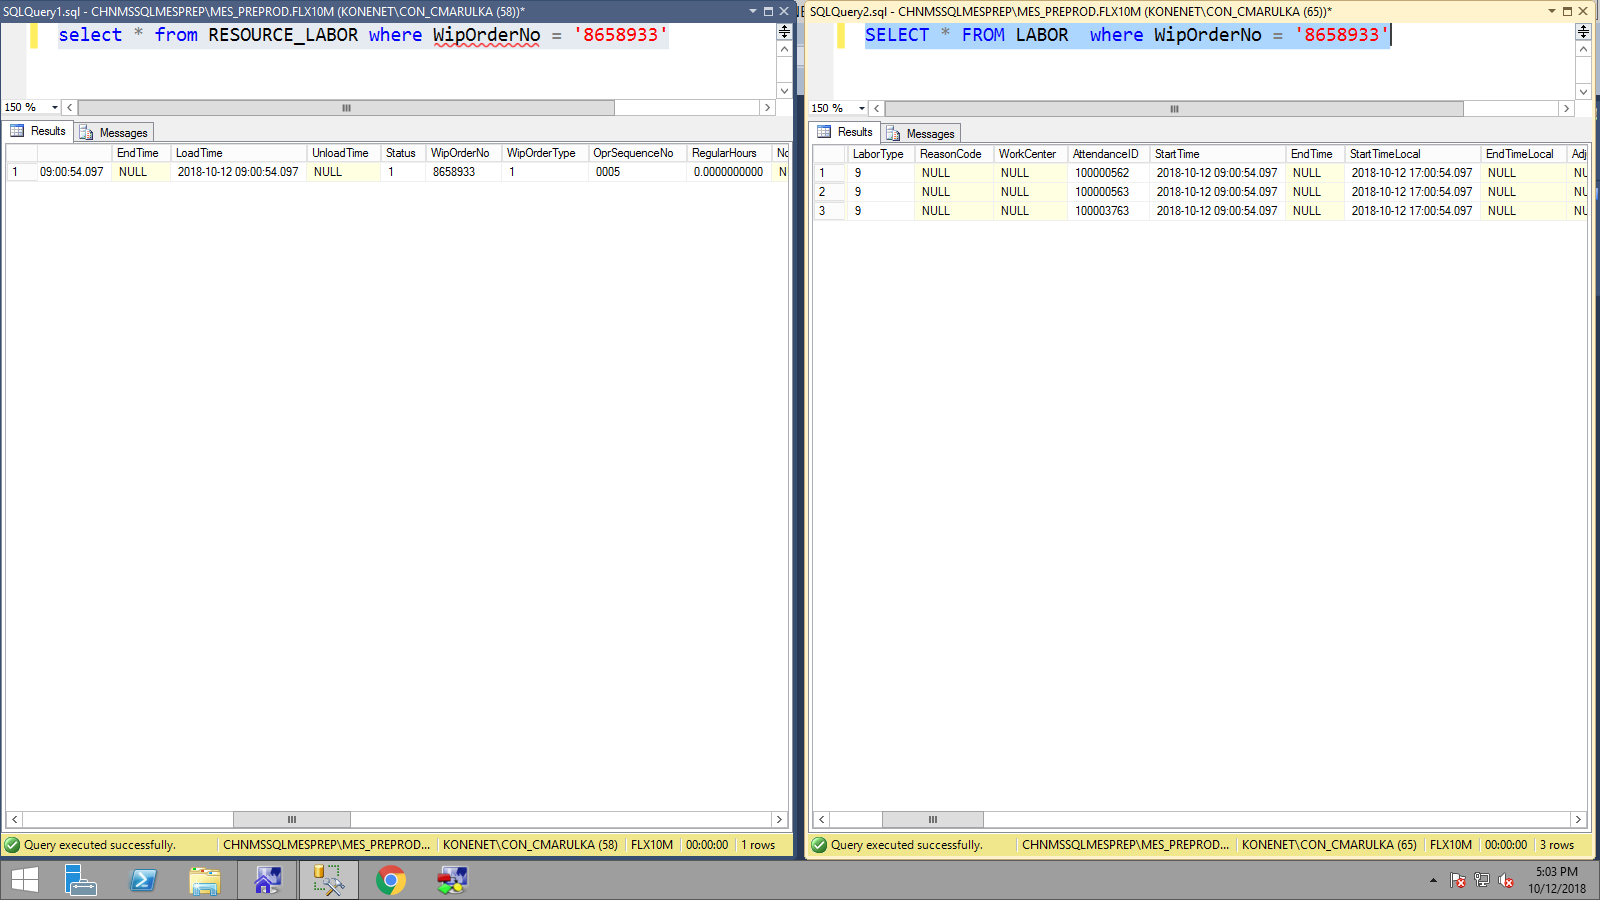 SQLQuery1.sql - CHNMSSQLMESPREP\MES_PREPROD.FLX10M (KONENET\CON_CMARULKA (58))*
select * from RESOURCE_LABOR where WipOrderNo = '8658933'
150 %
Results Messages
EndTime LoadTime UnloadTime Status WipOrderNo WipOrderType OprSequenceNo RegularHours
1 09:00:54.097 NULL 2018-10-12 09:00:54.097 NULL 1 8658933 1 0005 0.0000000000 N
Query executed successfully. CHNMSSQLMESPREP\MES_PREPROD... KONENET\CON_CMARULKA (58) FLX10M 00:00:00 1 rows
SQLQuery2.sql - CHNMSSQLMESPREP\MES_PREPROD.FLX10M (KONENET\CON_CMARULKA (65))*
SELECT * FROM LABOR where WipOrderNo = '8658933'
150 %
Results Messages
LaborType ReasonCode WorkCenter AttendanceID StartTime EndTime StartTimeLocal EndTimeLocal Adj
1 9 NULL NULL 100000562 2018-10-12 09:00:54.097 NULL 2018-10-12 17:00:54.097 NULL NU
2 9 NULL NULL 100000563 2018-10-12 09:00:54.097 NULL 2018-10-12 17:00:54.097 NULL NU
3 9 NULL NULL 100003763 2018-10-12 09:00:54.097 NULL 2018-10-12 17:00:54.097 NULL NU
Query executed successfully. CHNMSSQLMESPREP\MES_PREPROD... KONENET\CON_CMARULKA (65) FLX10M 00:00:00 3 rows
5:03 PM
10/12/2018